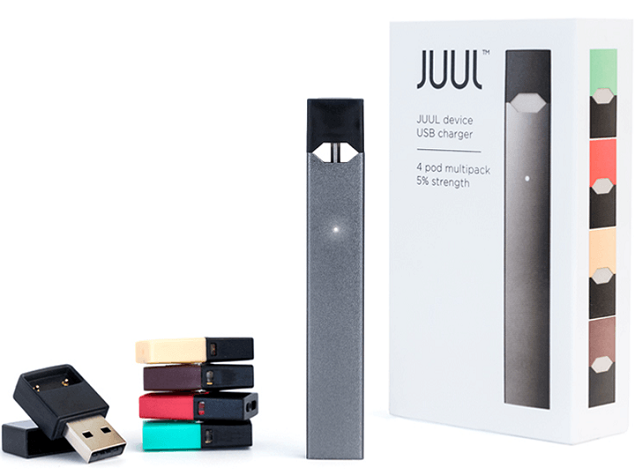 JUUL™
JUUL device
USB charger
4 pod multipack
5% strength